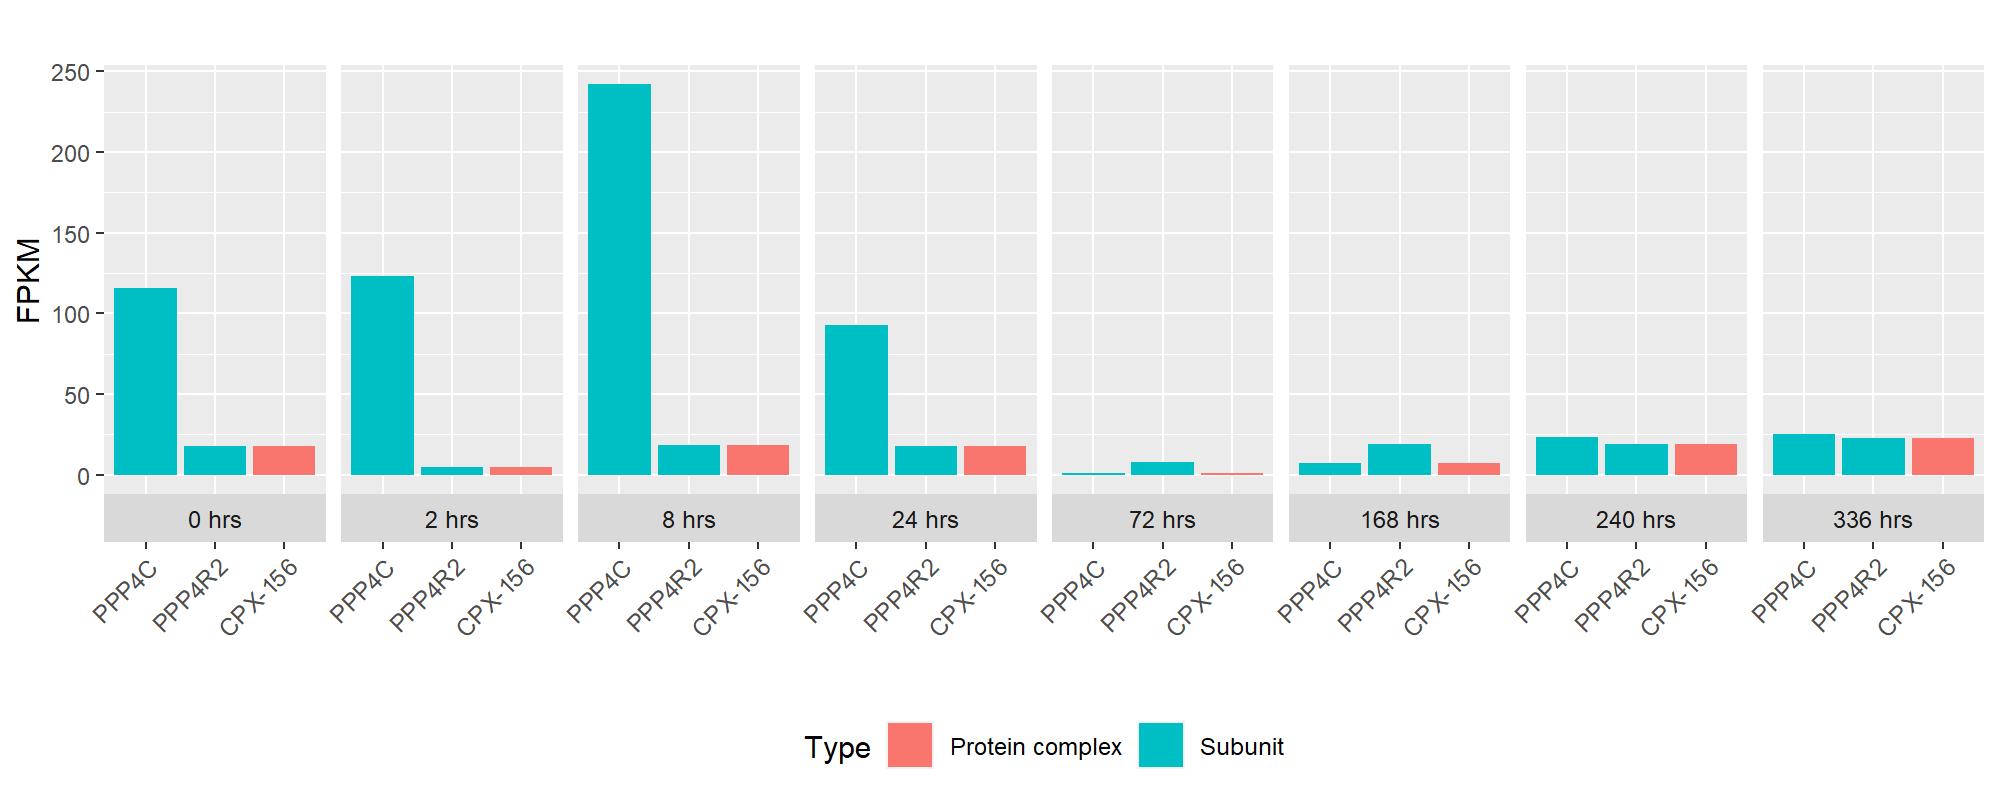 250
200
150
100
50
0
FPKM
0 hrs 2 hrs 8 hrs 24 hrs 72 hrs 168 hrs 240 hrs 336 hrs
PPP4C PPP4R2 CPX-156 PPP4C PPP4R2 CPX-156 PPP4C PPP4R2 CPX-156 PPP4C PPP4R2 CPX-156 PPP4C PPP4R2 CPX-156 PPP4C PPP4R2 CPX-156 PPP4C PPP4R2 CPX-156 PPP4C PPP4R2 CPX-156
Type Protein complex Subunit